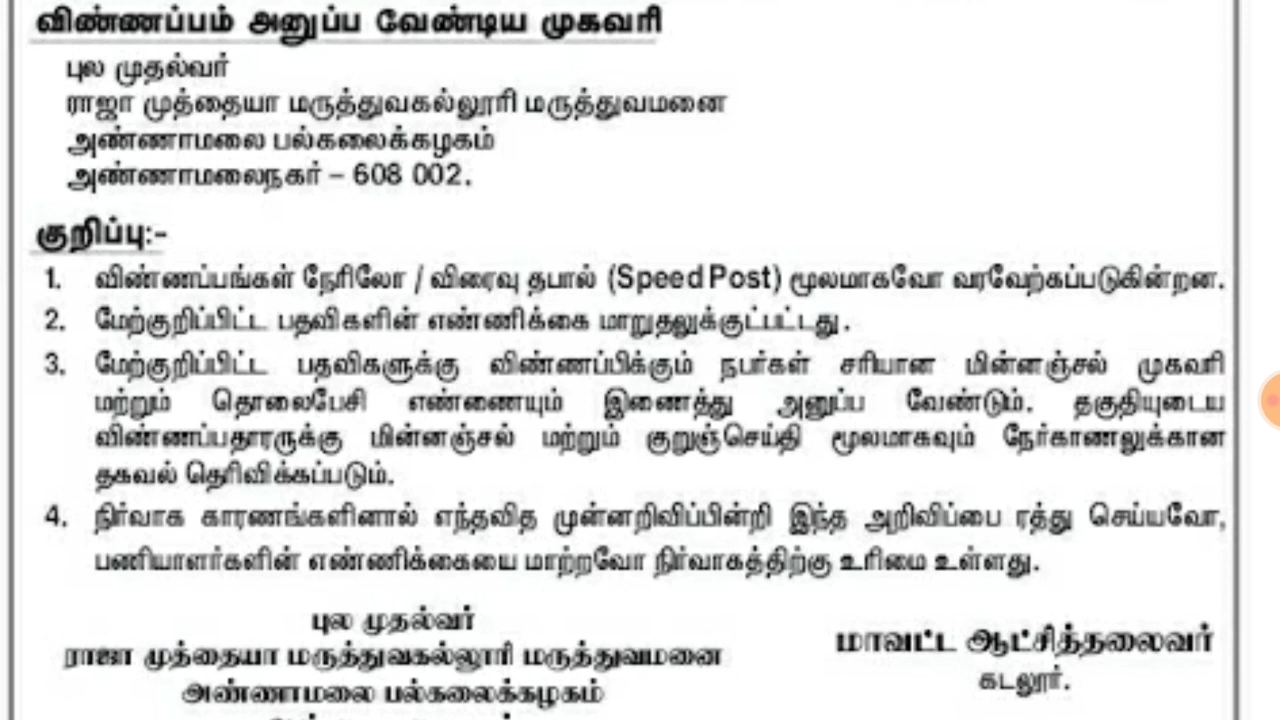 விண்ணப்பம் அனுப்ப வேண்டிய முகவரி
புல முதல்வர்
ராஜா முத்தையா மருத்துவகல்லூரி மருத்துவமனை
அண்ணாமலை பல்கலைக்கழகம்
அண்ணாமலைநகர் – 608 002.
குறிப்பு:-
1. விண்ணப்பங்கள் நேரிலோ / விரைவு தபால் (Speed Post) மூலமாகவோ வரவேற்கப்படுகின்றன.
2. மேற்குறிப்பிட்ட பதவிகளின் எண்ணிக்கை மாறுதலுக்குட்பட்டது.
3. மேற்குறிப்பிட்ட பதவிகளுக்கு விண்ணப்பிக்கும் நபர்கள் சரியான மின்னஞ்சல் முகவரி
மற்றும் தொலைபேசி எண்ணையும் இணைத்து அனுப்ப வேண்டும். தகுதியுடைய
விண்ணப்பதாரருக்கு மின்னஞ்சல் மற்றும் குறுஞ்செய்தி மூலமாகவும் நேர்காணலுக்கான
தகவல் தெரிவிக்கப்படும்.
4. நிர்வாக காரணங்களினால் எந்தவித முன்னறிவிப்பின்றி இந்த அறிவிப்பை ரத்து செய்யவோ,
பணியாளர்களின் எண்ணிக்கையை மாற்றவோ நிர்வாகத்திற்கு உரிமை உள்ளது.
புல முதல்வர்
ராஜா முத்தையா மருத்துவகல்லூரி மருத்துவமனை
அண்ணாமலை பல்கலைக்கழகம்
மாவட்ட ஆட்சித்தலைவர்
கடலூர்.